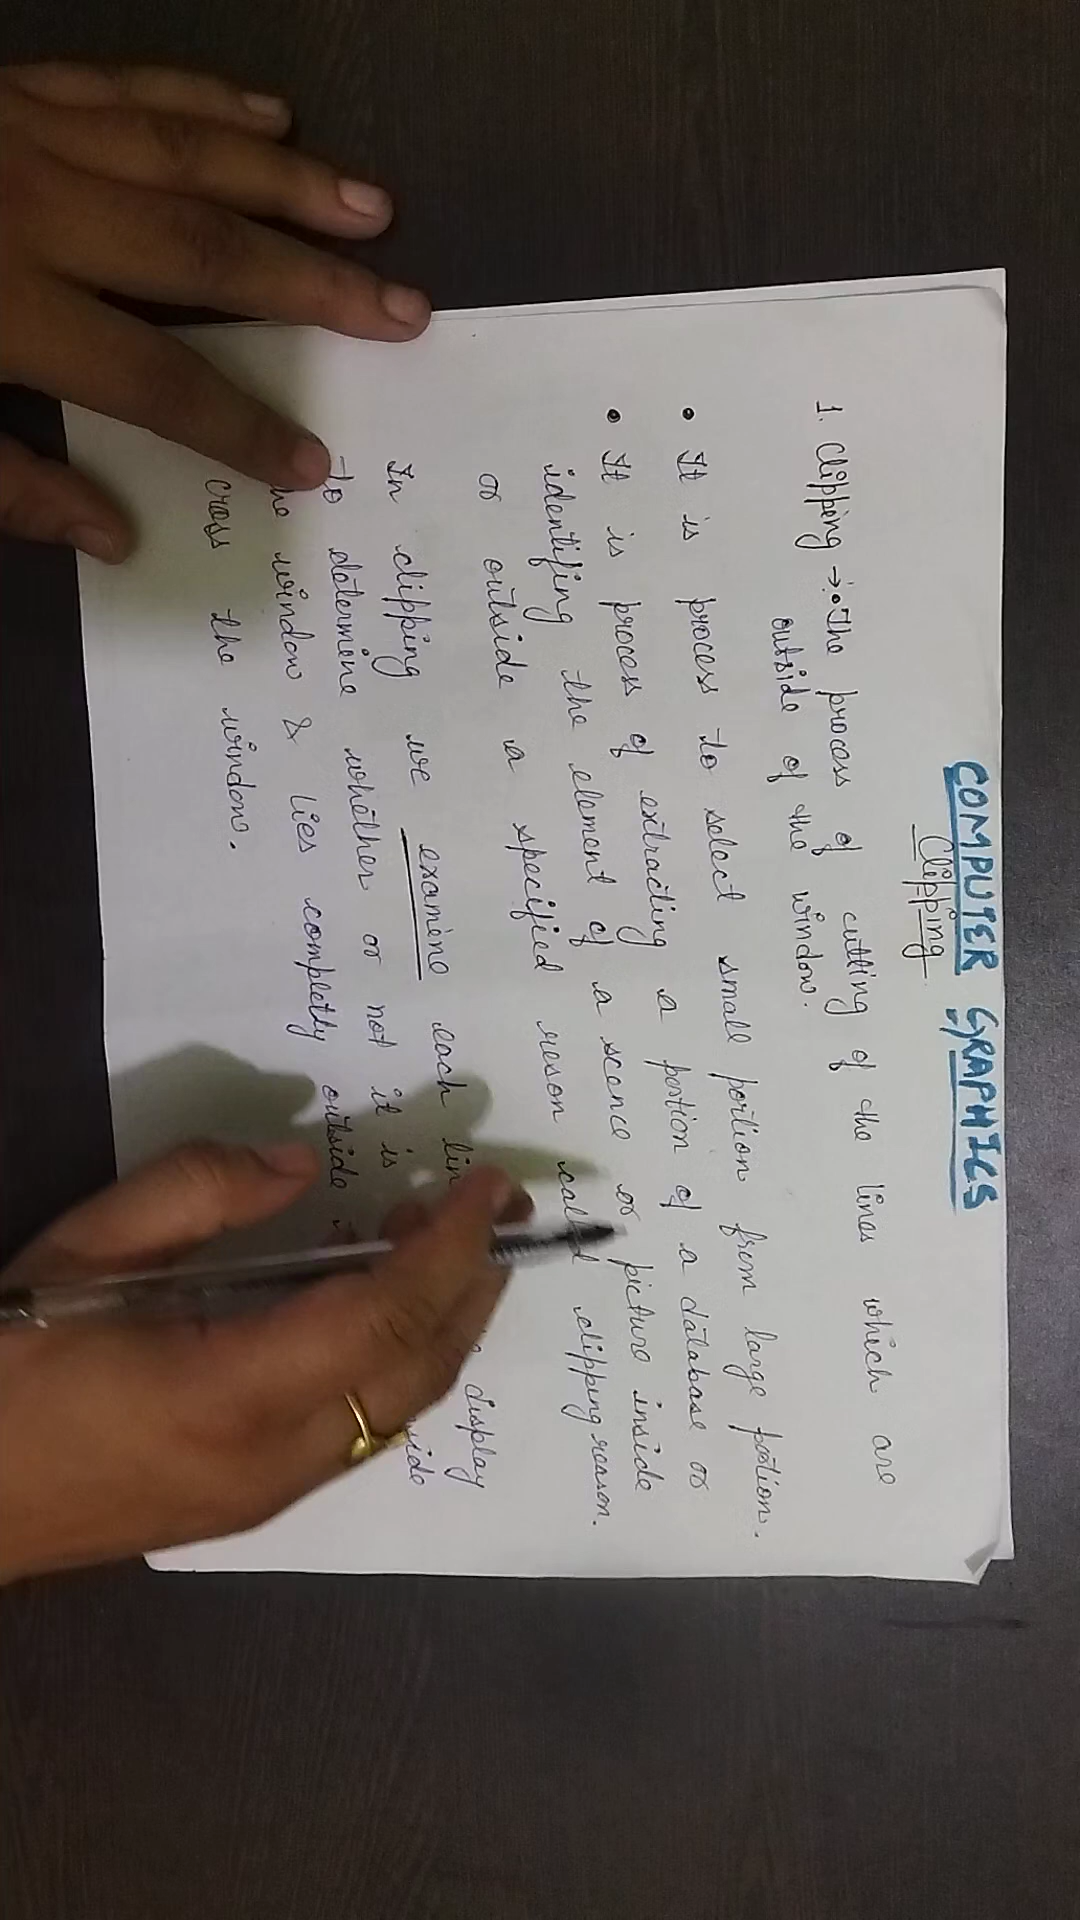 COMPUTER GRAPHICS
Clipping
1. Clipping →• The process of cutting of the lines which are
outside of the window.
• It is process to select small portion from large portion.
• It is process of extracting a portion of a database or
identifing the element of a scence or picture inside
or outside a specified reson called clipping reason.
In clipping we examine each display
to determine whether or not it is
window & lies completly outside
cross the window.